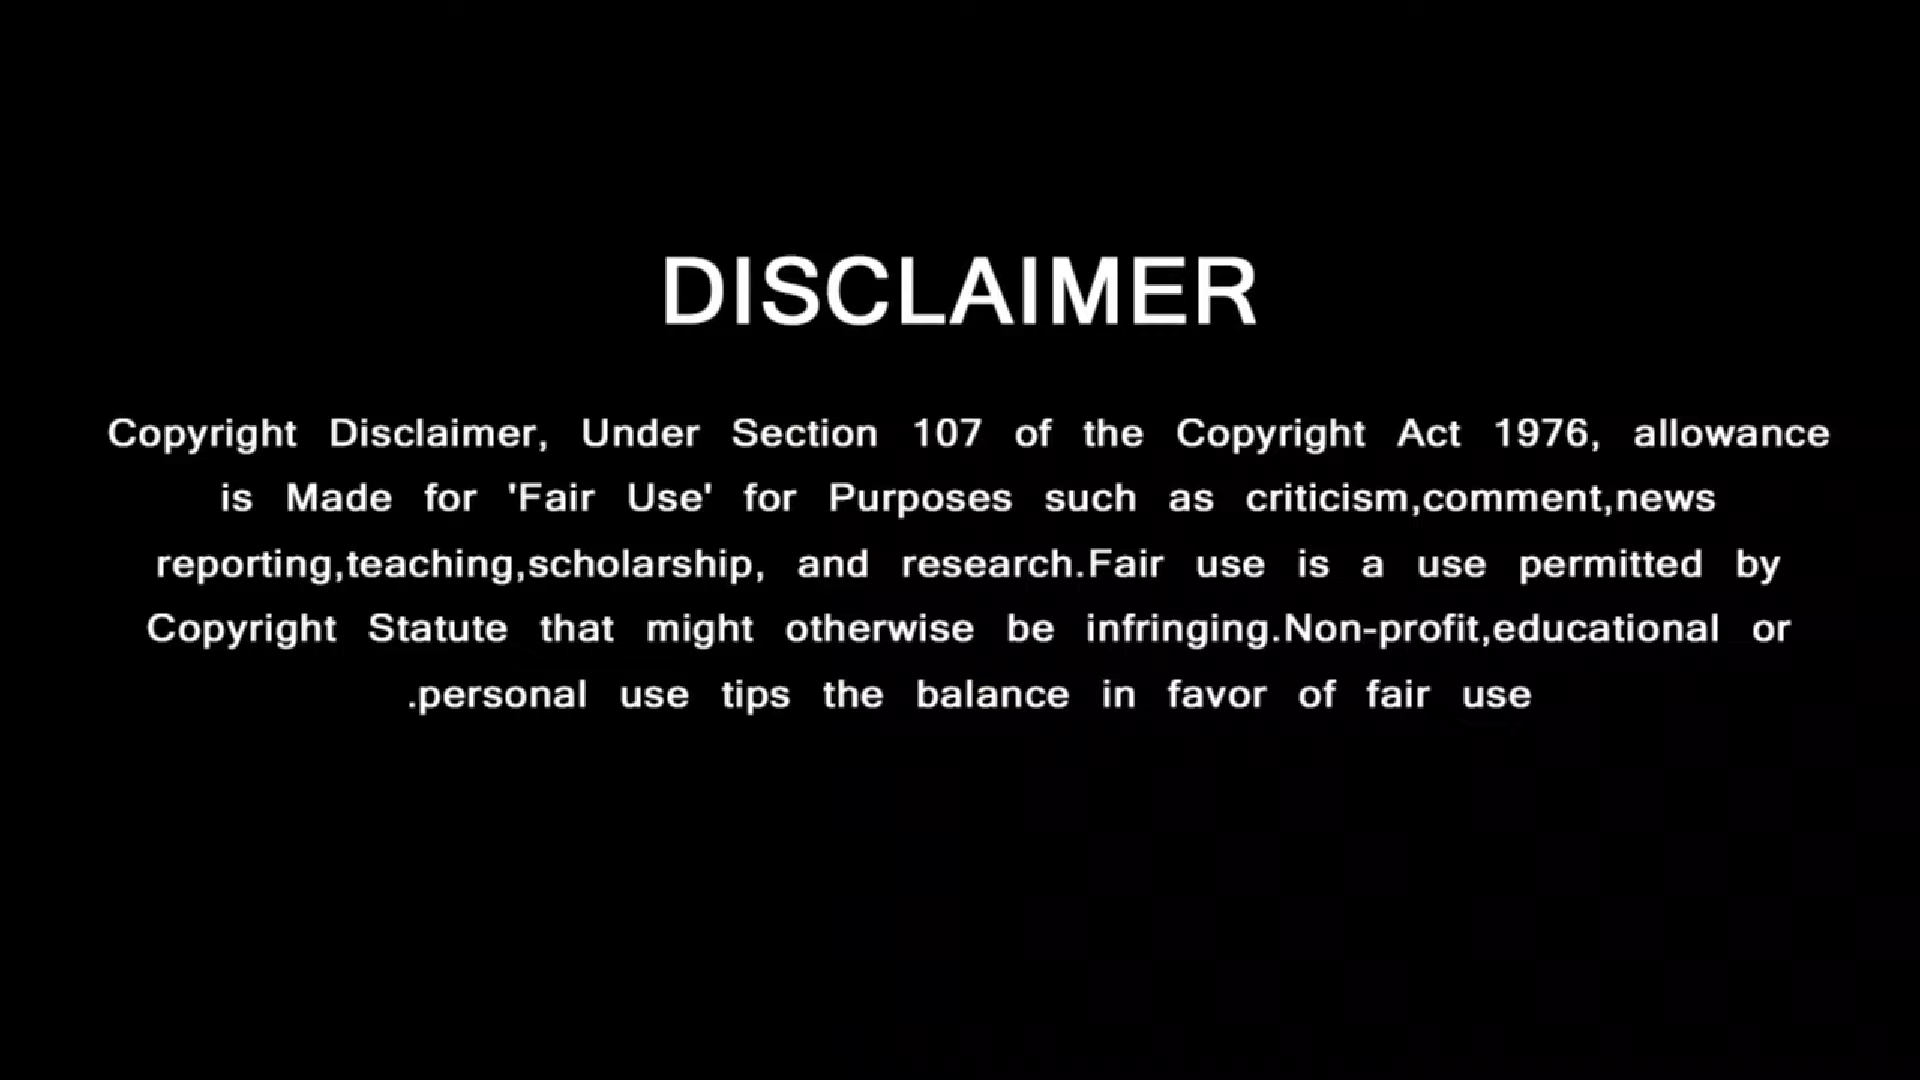 DISCLAIMER
Copyright Disclaimer, Under Section 107 of the Copyright Act 1976, allowance
is Made for 'Fair Use' for Purposes such as criticism,comment,news
reporting,teaching,scholarship, and research.Fair use is a use permitted by
Copyright Statute that might otherwise be infringing.Non-profit,educational or
.personal use tips the balance in favor of fair use